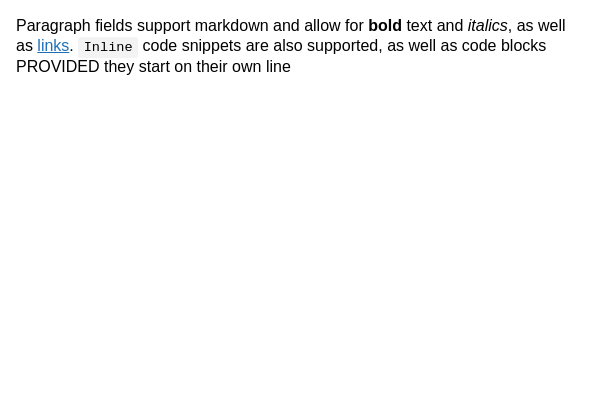 Paragraph fields support markdown and allow for bold text and italics, as well
as links. Inline code snippets are also supported, as well as code blocks
PROVIDED they start on their own line